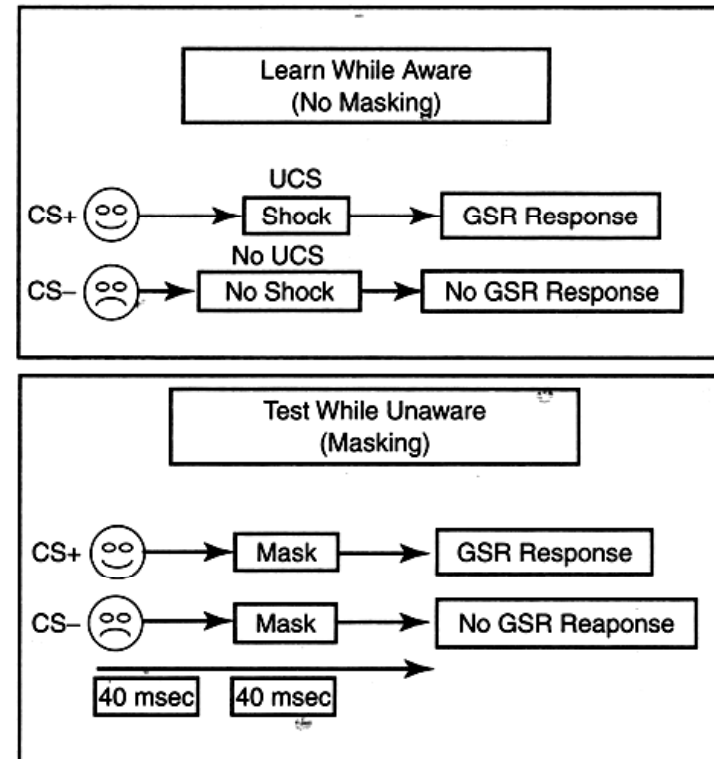 Learn While Aware
(No Masking)
UCS
CS+ Shock GSR Response
No UCS
CS− No Shock No GSR Response
Test While Unaware
(Masking)
CS+ Mask GSR Response
CS− Mask No GSR Reaponse
40 msec 40 msec